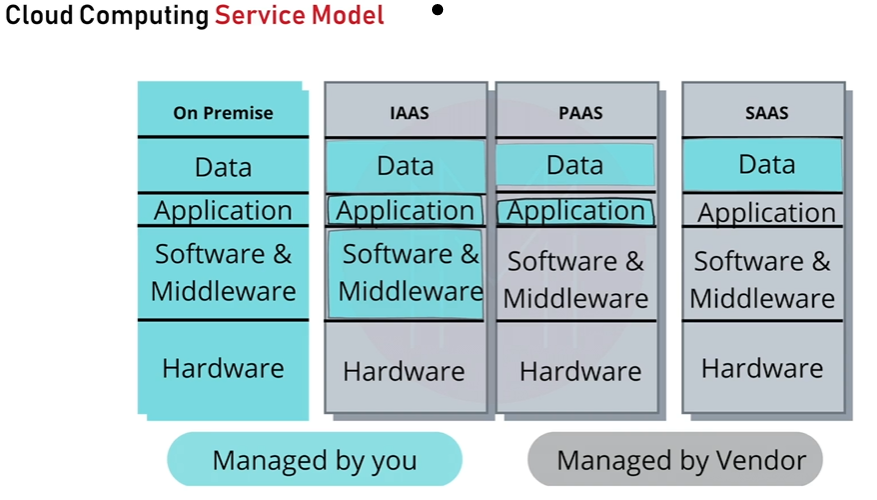 Cloud Computing Service Model
On Premise
Data
Application
Software &
Middleware
Hardware
IAAS
Data
Application
Software &
Middleware
Hardware
PAAS
Data
Application
Software &
Middleware
Hardware
SAAS
Data
Application
Software &
Middleware
Hardware
Managed by you
Managed by Vendor